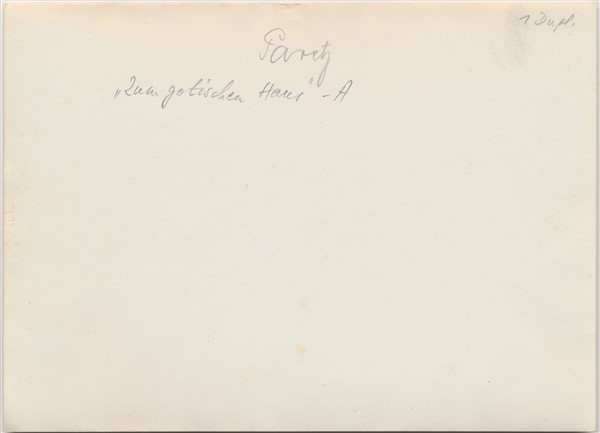 1 Dupl.
Paretz
„Zum gotischen Haus" - A